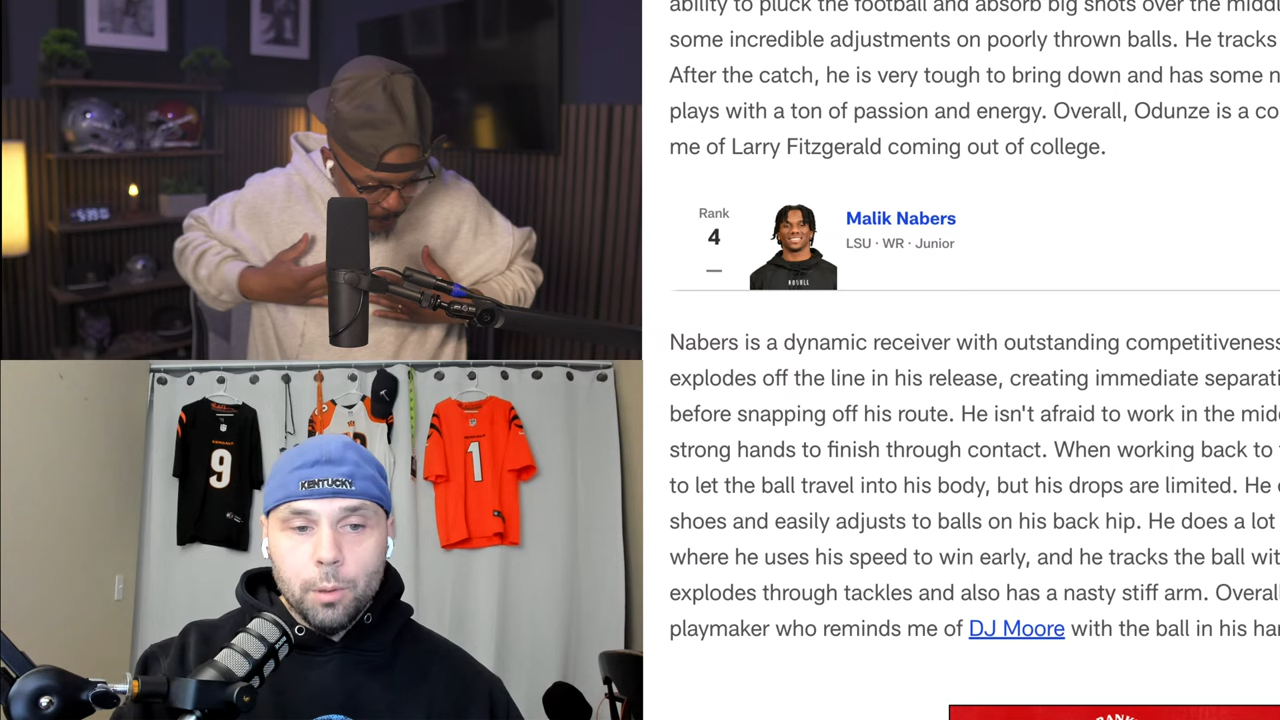 ability to pluck the football and absorb big shots over the middl
some incredible adjustments on poorly thrown balls. He tracks
After the catch, he is very tough to bring down and has some n
plays with a ton of passion and energy. Overall, Odunze is a co
me of Larry Fitzgerald coming out of college.
Rank
4
Malik Nabers
LSU · WR · Junior
Nabers is a dynamic receiver with outstanding competitiveness
explodes off the line in his release, creating immediate separati
before snapping off his route. He isn't afraid to work in the mid
strong hands to finish through contact. When working back to
to let the ball travel into his body, but his drops are limited. He
shoes and easily adjusts to balls on his back hip. He does a lot
where he uses his speed to win early, and he tracks the ball wit
explodes through tackles and also has a nasty stiff arm. Overal
playmaker who reminds me of DJ Moore with the ball in his ha
9
1
KENTUCKY